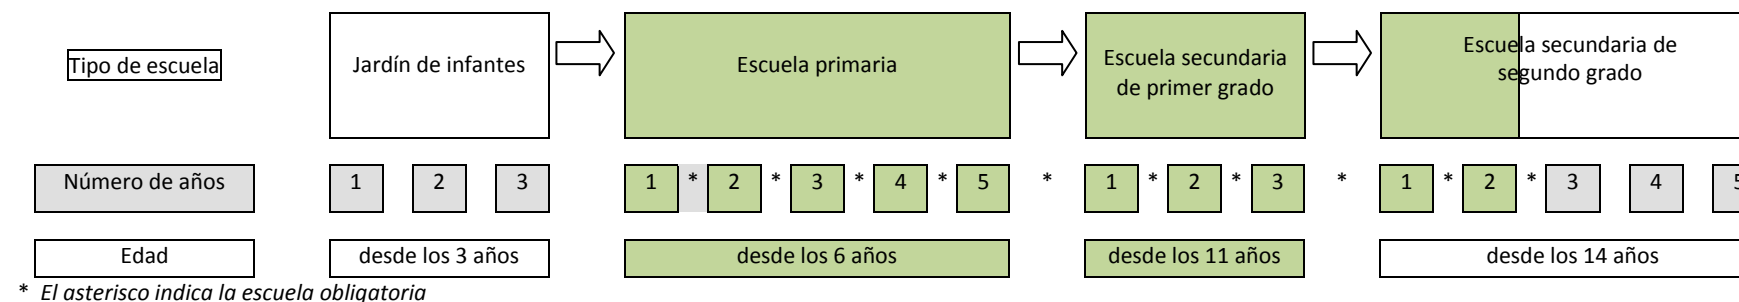 Tipo de escuela
Jardín de infantes
Escuela primaria
Escuela secundaria
de primer grado
Escuela secundaria de
segundo grado
Número de años
1 2 3
1 * 2 * 3 * 4 * 5 *
1 * 2 * 3 *
1 * 2 * 3 4 5
Edad
desde los 3 años
desde los 6 años
desde los 11 años
desde los 14 años
* El asterisco indica la escuela obligatoria